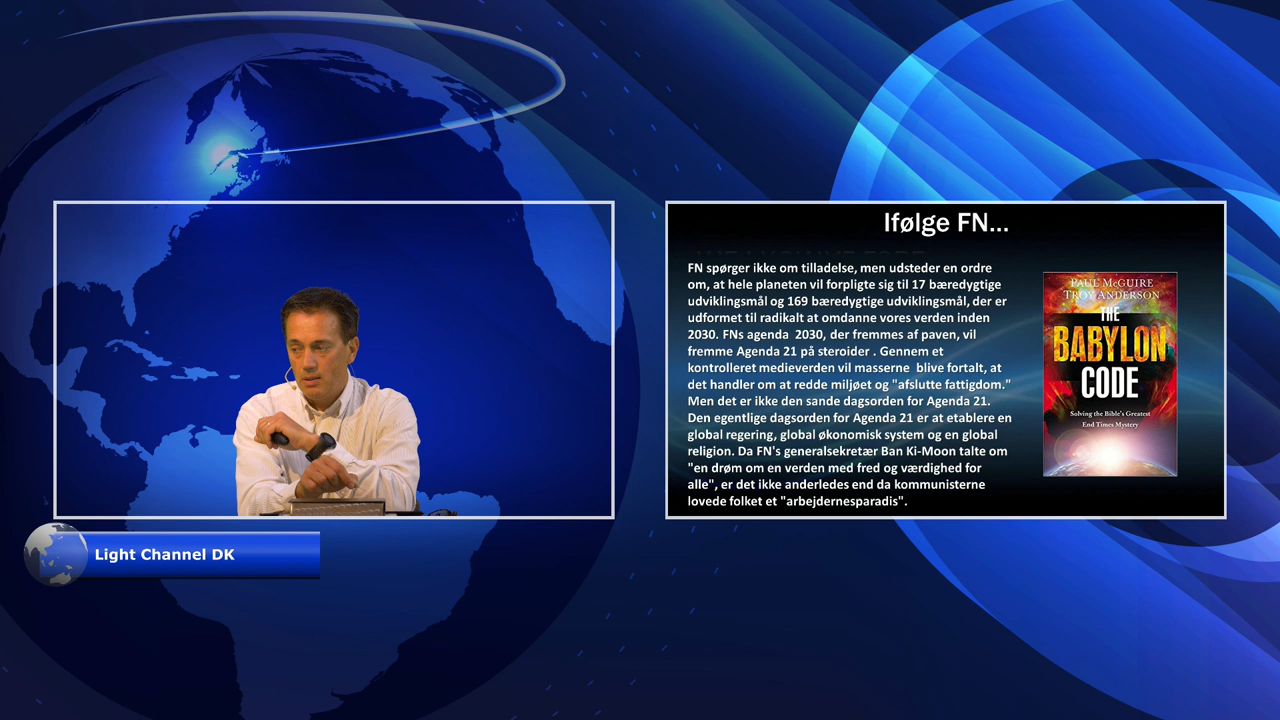 Ifølge FN...
FN spørger ikke om tilladelse, men udsteder en ordre
om, at hele planeten vil forpligte sig til 17 bæredygtige
udviklingsmål og 169 bæredygtige udviklingsmål, der er
udformet til radikalt at omdanne vores verden inden
2030. FNs agenda 2030, der fremmes af paven, vil
fremme Agenda 21 på steroider . Gennem et
kontrolleret medieverden vil masserne blive fortalt, at
det handler om at redde miljøet og "afslutte fattigdom."
Men det er ikke den sande dagsorden for Agenda 21.
Den egentlige dagsorden for Agenda 21 er at etablere en
global regering, global økonomisk system og en global
religion. Da FN's generalsekretær Ban Ki-Moon talte om
"en drøm om en verden med fred og værdighed for
alle", er det ikke anderledes end da kommunisterne
lovede folket et "arbejdernesparadis".
PAUL McGUIRE
TROY ANDERSON
THE
BABYLON
CODE
Solving the Bible's Greatest
End Times Mystery
Light Channel DK